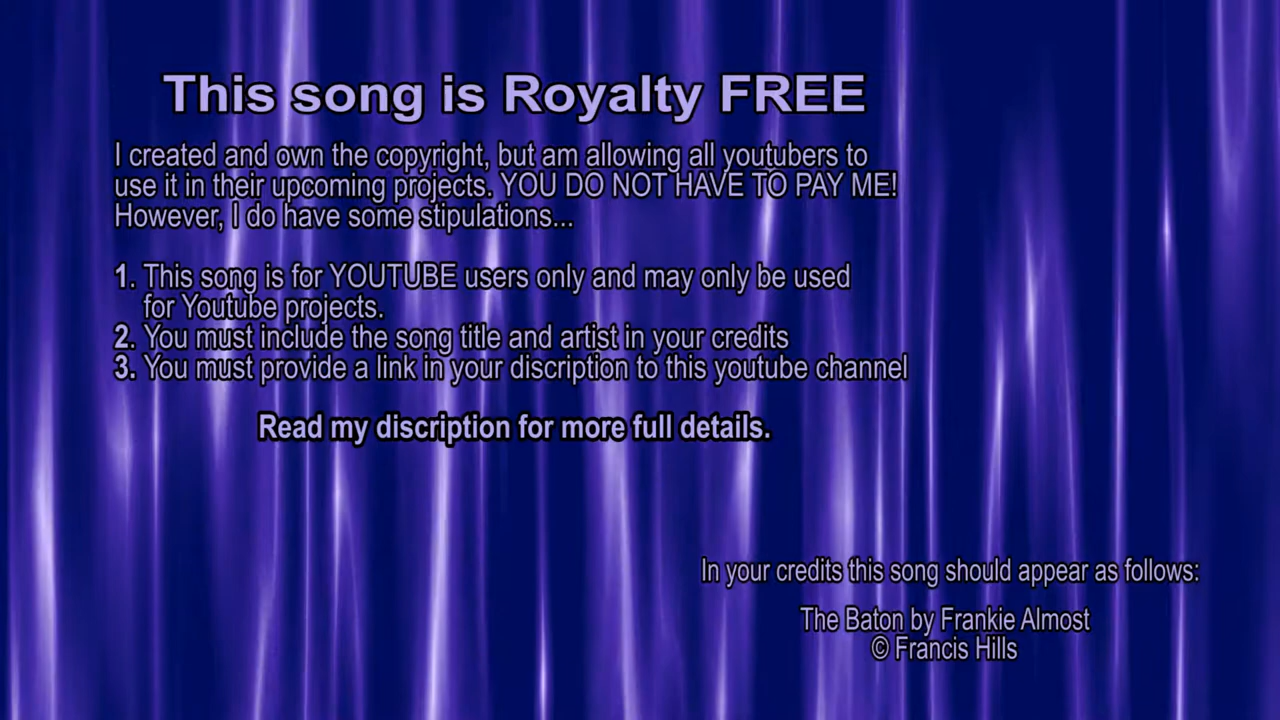 This song is Royalty FREE
I created and own the copyright, but am allowing all youtubers to
use it in their upcoming projects. YOU DO NOT HAVE TO PAY ME!
However, I do have some stipulations...
1. This song is for YOUTUBE users only and may only be used
for Youtube projects.
2. You must include the song title and artist in your credits
3. You must provide a link in your discription to this youtube channel
Read my discription for more full details.
In your credits this song should appear as follows:
The Baton by Frankie Almost
© Francis Hills